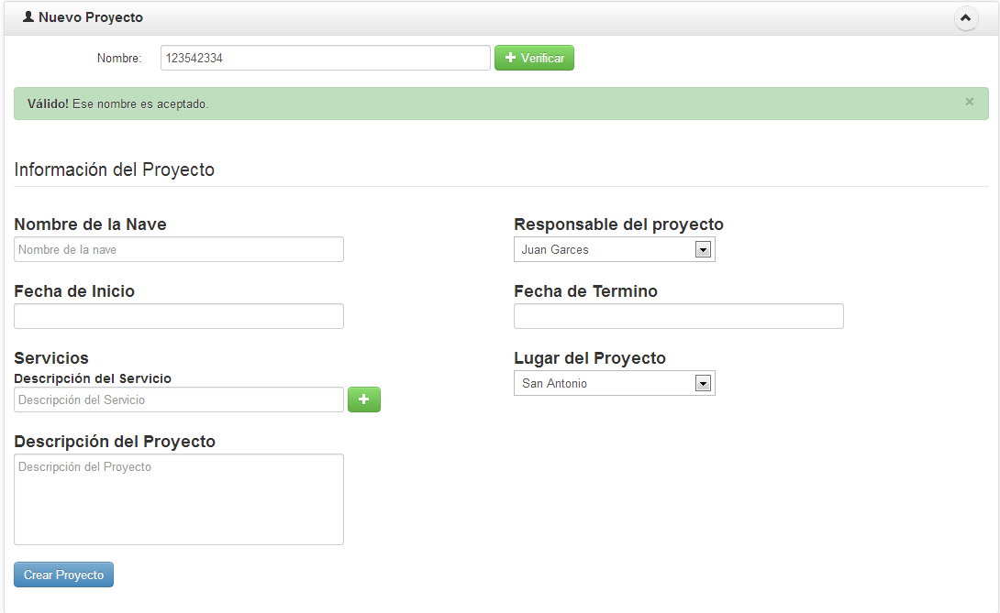 Nuevo Proyecto
Nombre: 123542334 Verificar
Válido! Ese nombre es aceptado. ×
Información del Proyecto
Nombre de la Nave
Nombre de la nave
Responsable del proyecto
Juan Garces
Fecha de Inicio
Fecha de Termino
Servicios
Descripción del Servicio
Descripción del Servicio
Lugar del Proyecto
San Antonio
Descripción del Proyecto
Descripción del Proyecto
Crear Proyecto